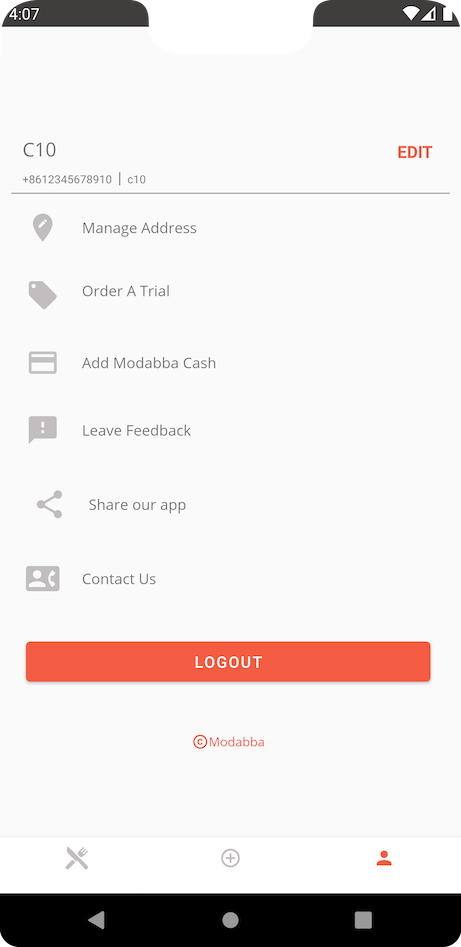 4:07
C10
EDIT
+8612345678910 | c10
Manage Address
Order A Trial
Add Modabba Cash
Leave Feedback
Share our app
Contact Us
LOGOUT
©Modabba